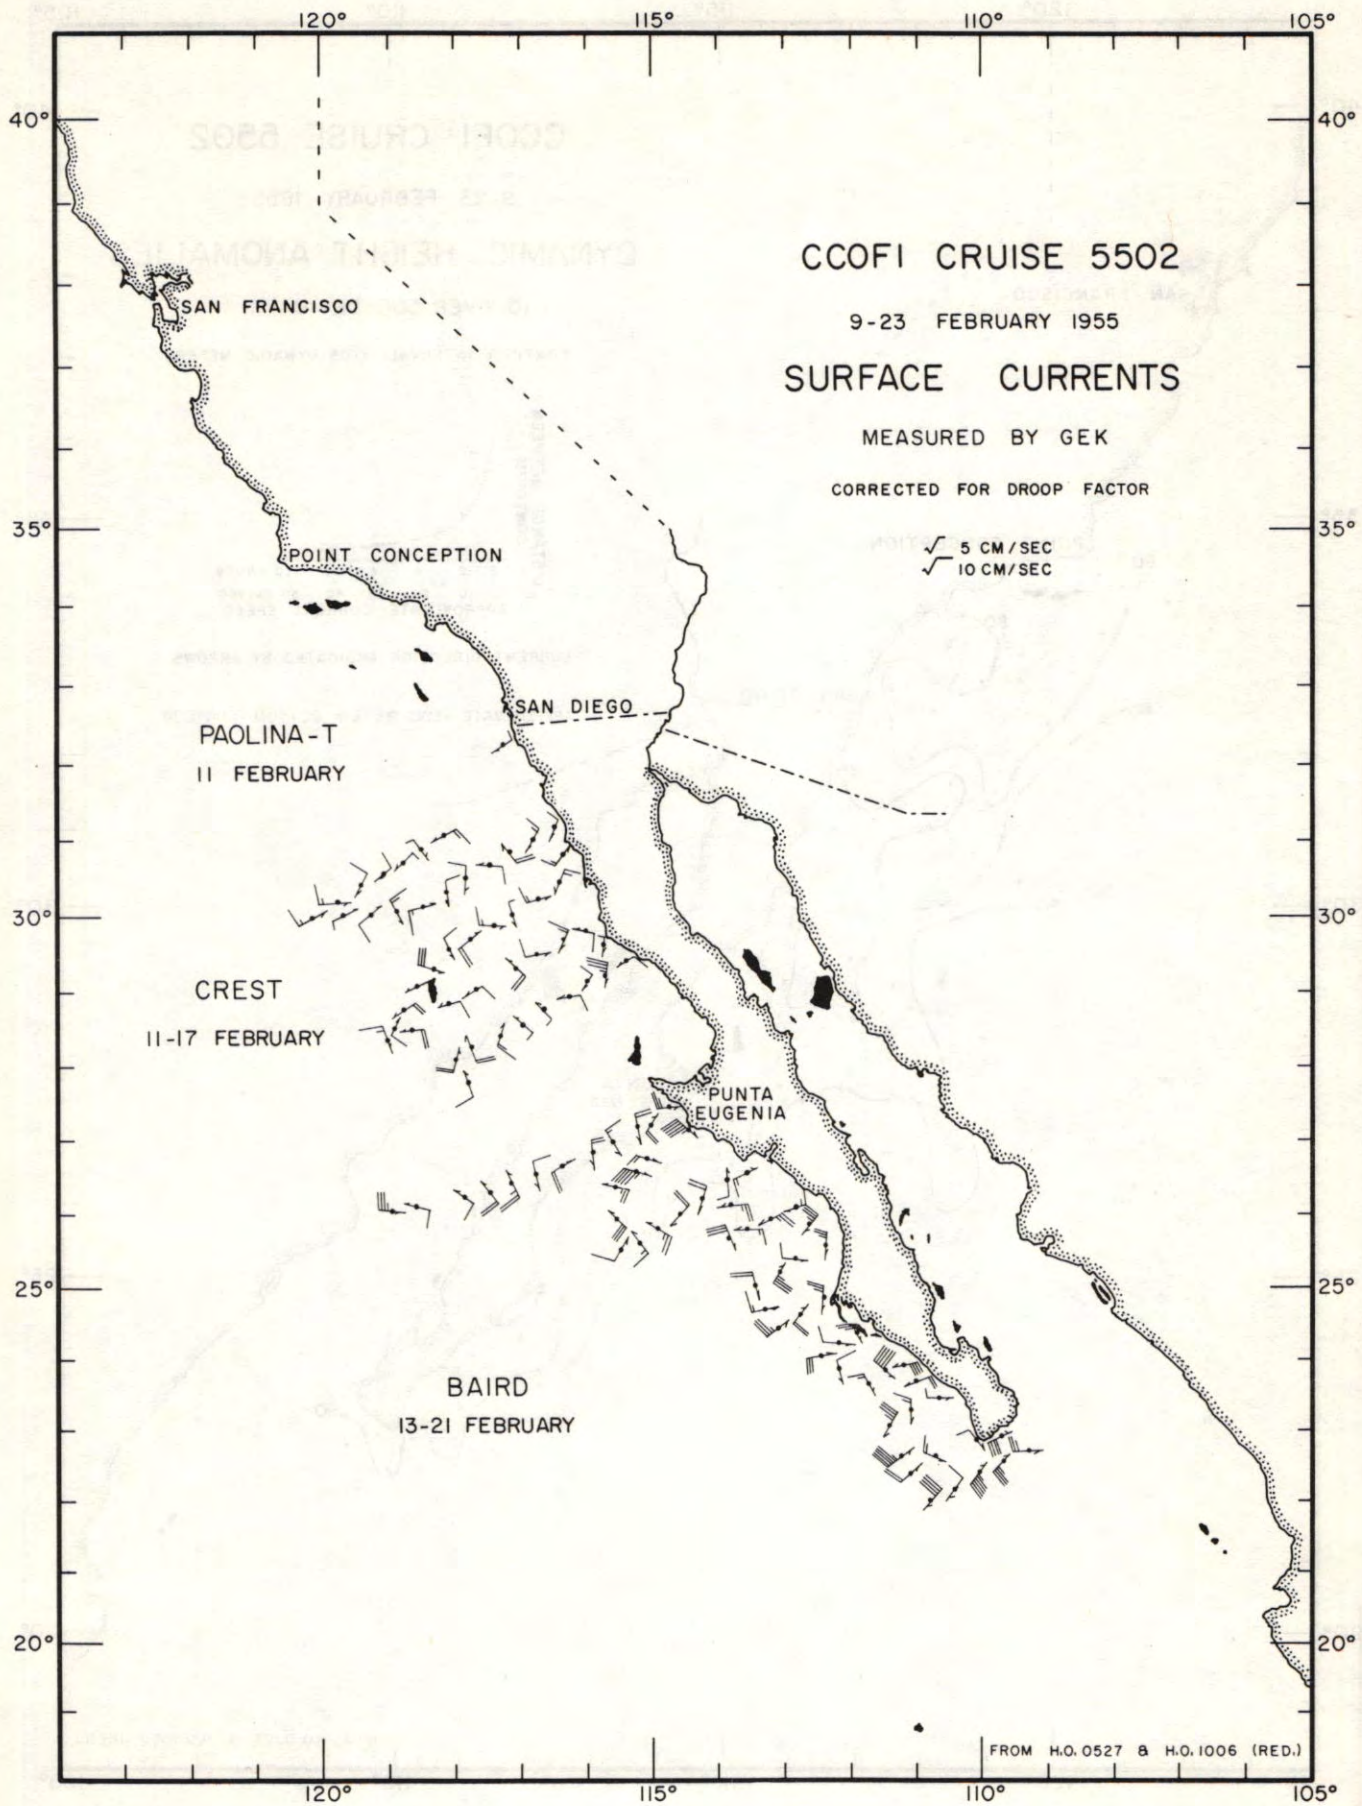 120° 115° 110° 105°
40° 40°
CCOFI CRUISE 5502
9-23 FEBRUARY 1955
SAN FRANCISCO
SURFACE CURRENTS
MEASURED BY GEK
CORRECTED FOR DROOP FACTOR
35° 35°
5 CM/SEC
POINT CONCEPTION
10 CM/SEC
SAN DIEGO
PAOLINA-T
11 FEBRUARY
30° 30°
CREST
11-17 FEBRUARY
PUNTA
EUGENIA
25° 25°
BAIRD
13-21 FEBRUARY
20° 20°
FROM H.O. 0527 & H.O. 1006 (RED.)
120° 115° 110° 105°